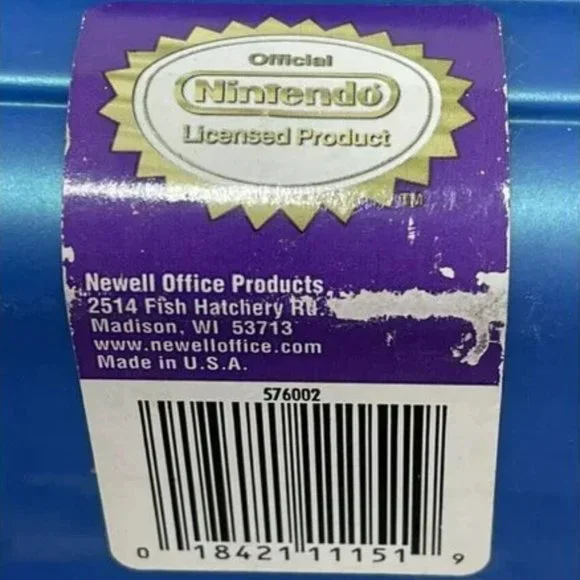 Official
Nintendo
Licensed Product
TM
Newell Office Products
2514 Fish Hatchery Rd.
Madison, WI 53713
www.newelloffice.com
Made in U.S.A.
576002
0 18421 11151 9